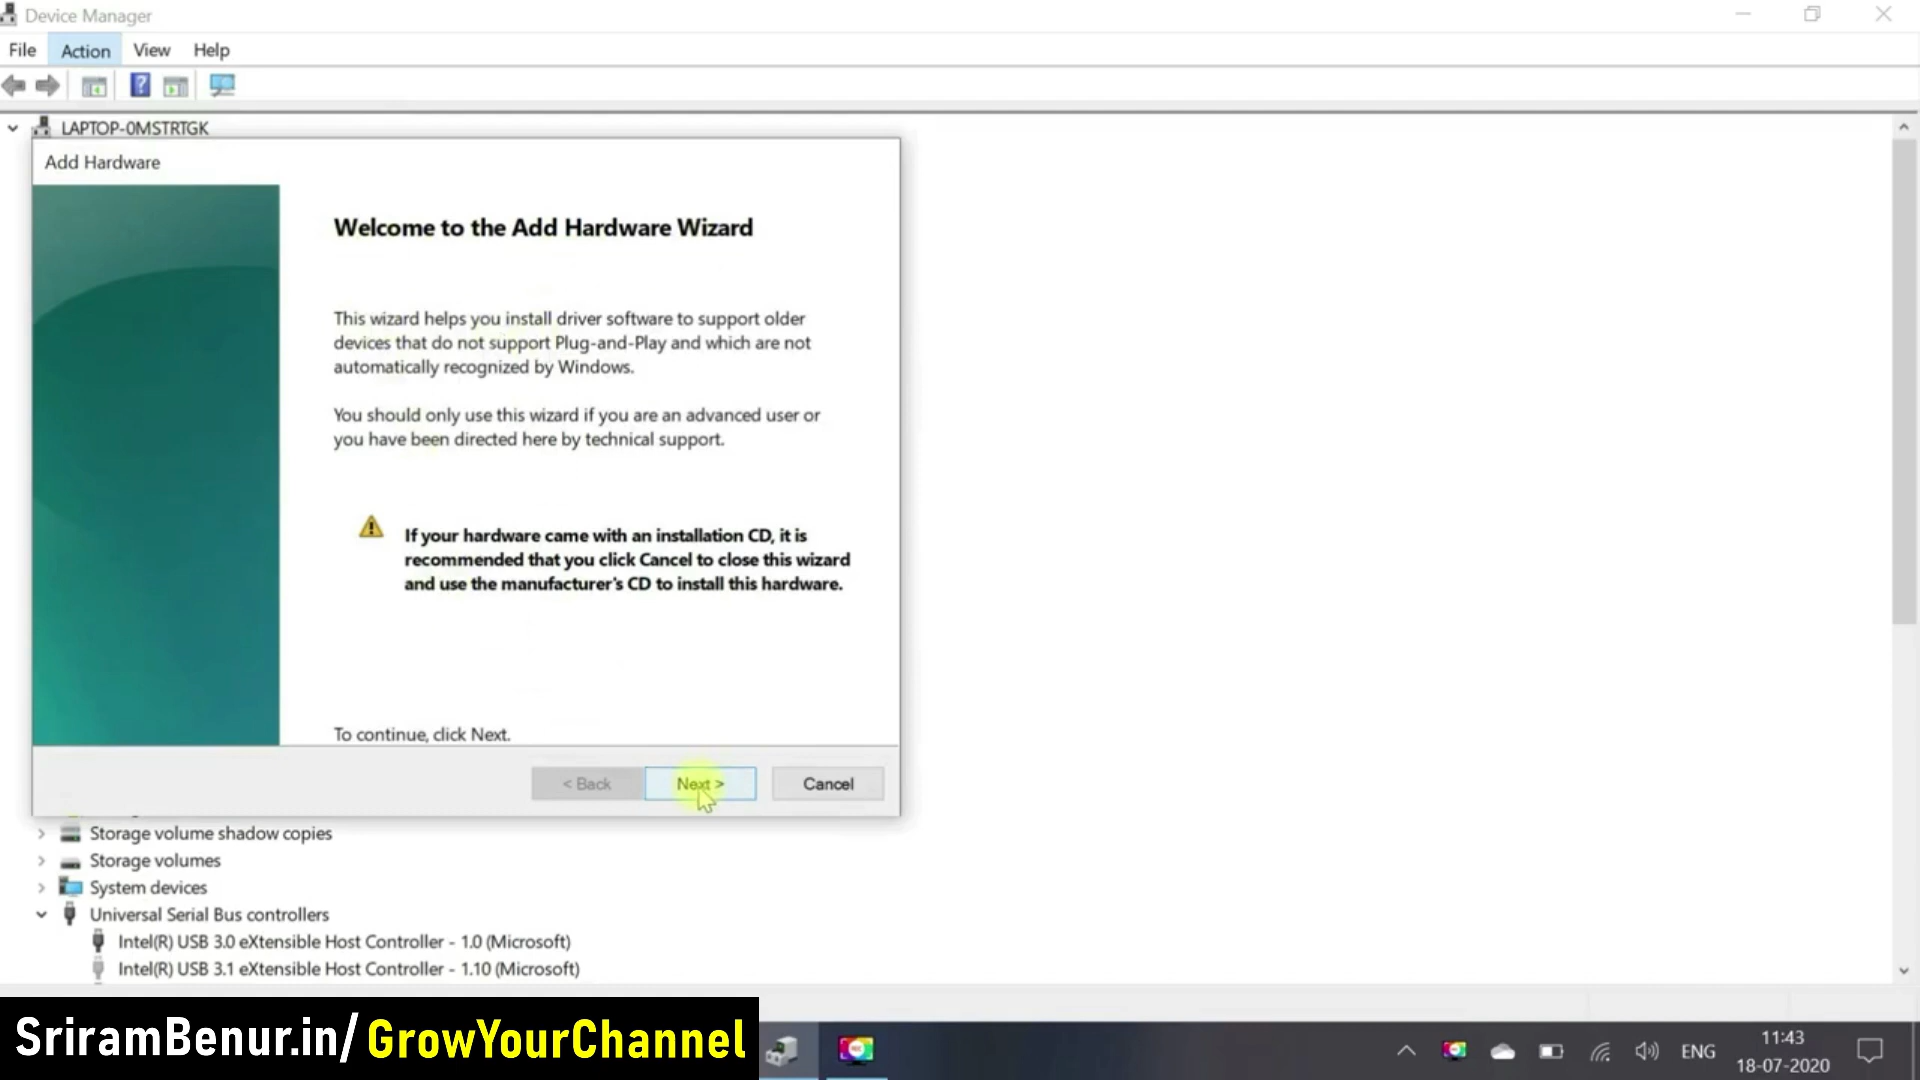 Device Manager
File Action View Help
LAPTOP-0MSTRTGK
Add Hardware
Welcome to the Add Hardware Wizard
This wizard helps you install driver software to support older
devices that do not support Plug-and-Play and which are not
automatically recognized by Windows.
You should only use this wizard if you are an advanced user or
you have been directed here by technical support.
If your hardware came with an installation CD, it is
recommended that you click Cancel to close this wizard
and use the manufacturer's CD to install this hardware.
To continue, click Next.
< Back Next > Cancel
Storage volume shadow copies
Storage volumes
System devices
Universal Serial Bus controllers
Intel(R) USB 3.0 eXtensible Host Controller - 1.0 (Microsoft)
Intel(R) USB 3.1 eXtensible Host Controller - 1.10 (Microsoft)
SriramBenur.in/GrowYourChannel
ENG
11:43
18-07-2020